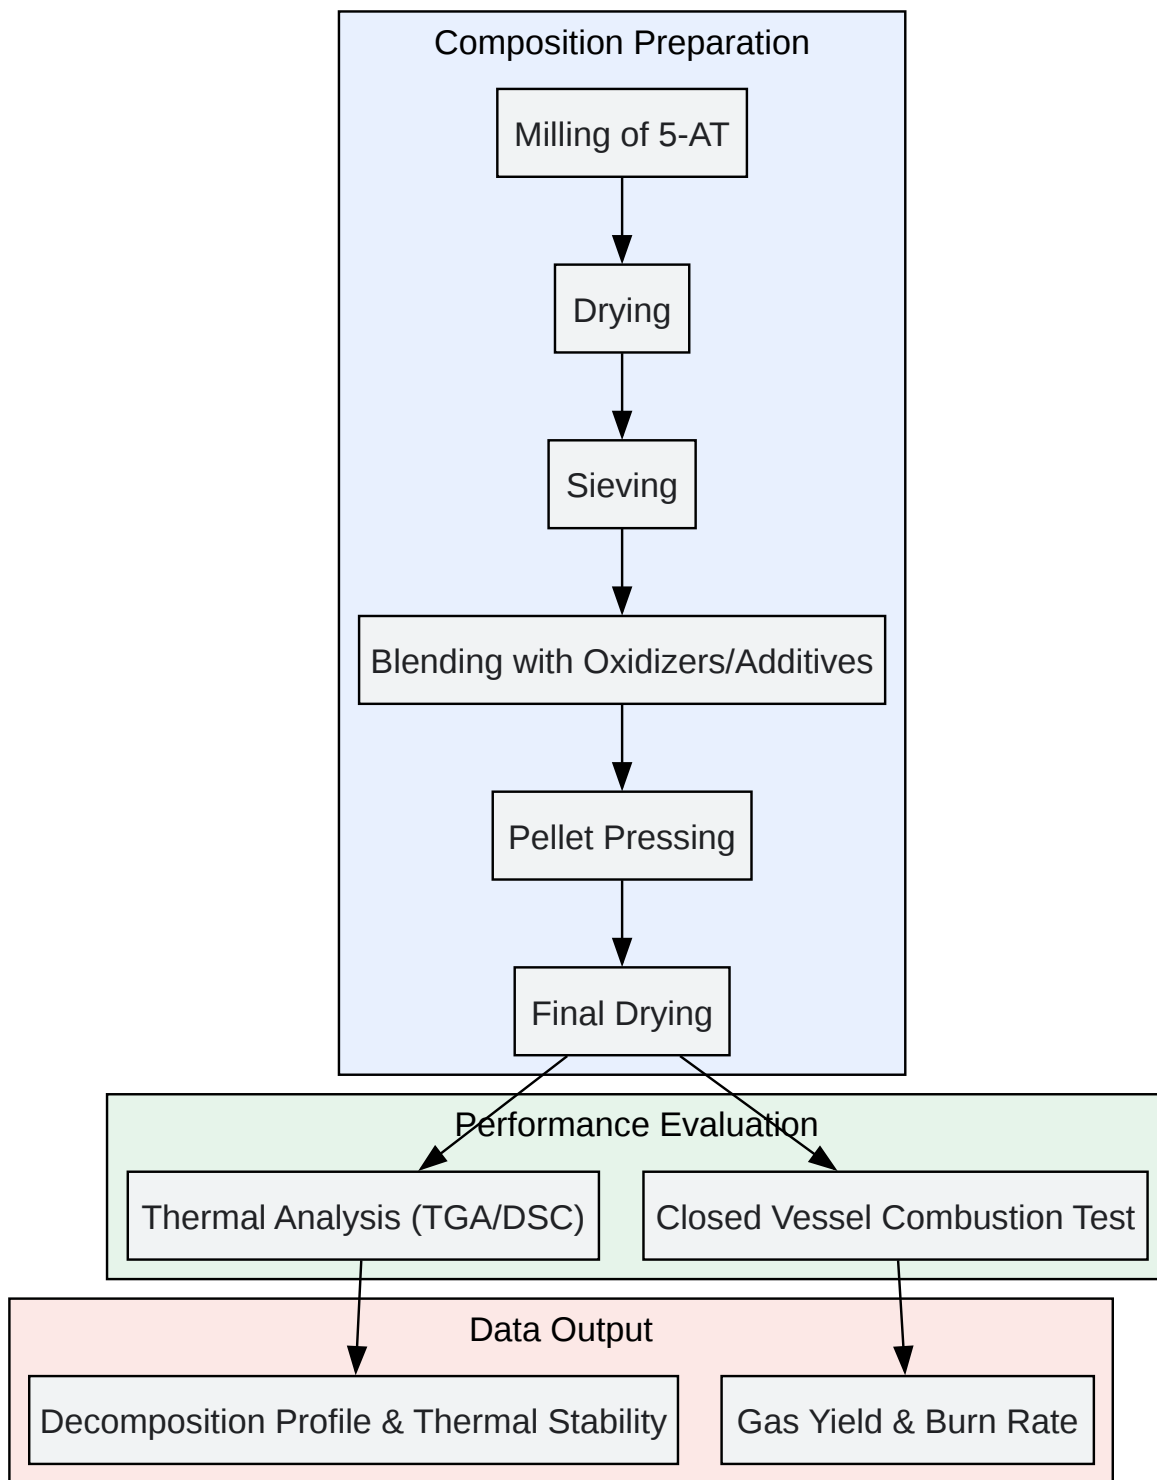 Composition Preparation
Milling of 5-AT
Drying
Sieving
Blending with Oxidizers/Additives
Pellet Pressing
Final Drying
Performance Evaluation
Thermal Analysis (TGA/DSC)
Closed Vessel Combustion Test
Data Output
Decomposition Profile & Thermal Stability
Gas Yield & Burn Rate